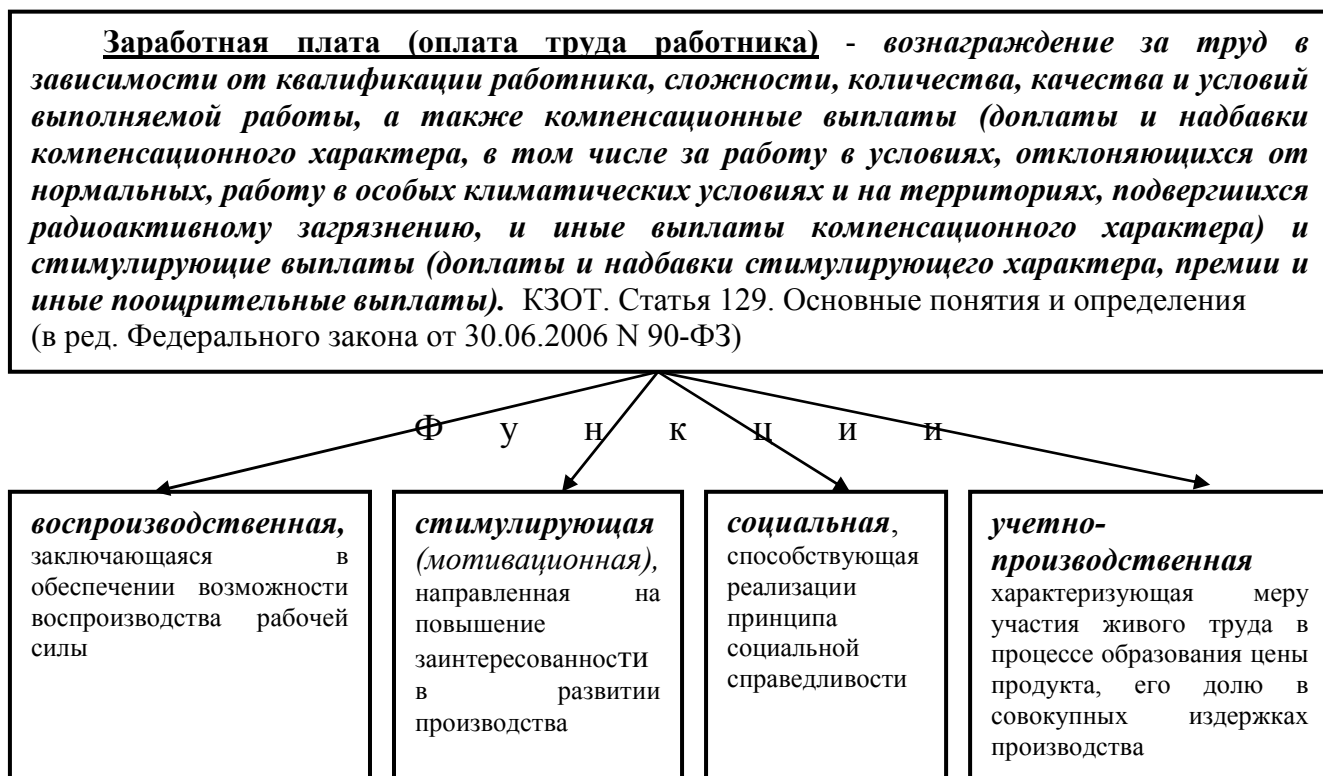 Заработная плата (оплата труда работника) - вознаграждение за труд в
зависимости от квалификации работника, сложности, количества, качества и условий
выполняемой работы, а также компенсационные выплаты (доплаты и надбавки
компенсационного характера, в том числе за работу в условиях, отклоняющихся от
нормальных, работу в особых климатических условиях и на территориях, подвергшихся
радиоактивному загрязнению, и иные выплаты компенсационного характера) и
стимулирующие выплаты (доплаты и надбавки стимулирующего характера, премии и
иные поощрительные выплаты). КЗОТ. Статья 129. Основные понятия и определения
(в ред. Федерального закона от 30.06.2006 N 90-ФЗ)
Ф у н к ц и и
воспроизводственная,
заключающаяся в
обеспечении возможности
воспроизводства рабочей
силы
стимулирующая
(мотивационная),
направленная на
повышение
заинтересованности
в развитии
производства
социальная,
способствующая
реализации
принципа
социальной
справедливости
учетно-
производственная
характеризующая меру
участия живого труда в
процессе образования цены
продукта, его долю в
совокупных издержках
производства